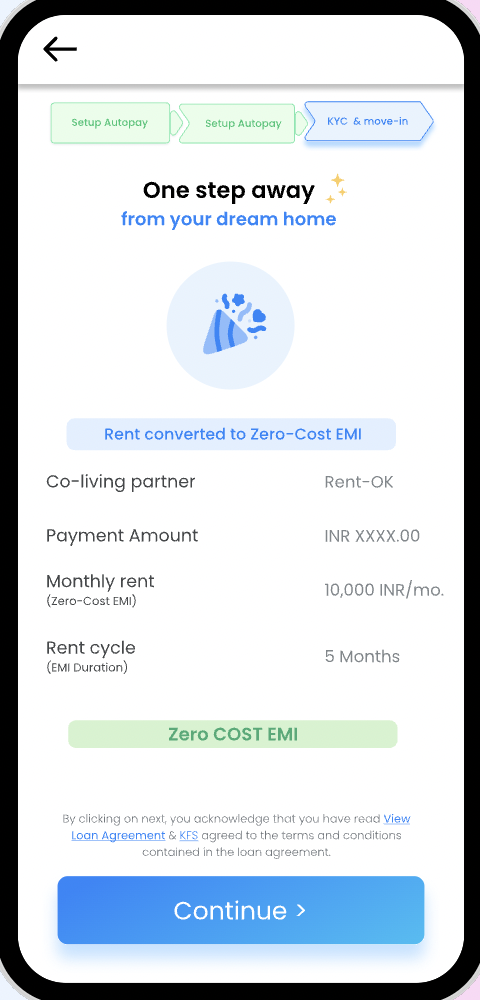 Setup Autopay
Setup Autopay
KYC & move-in
One step away
from your dream home
Rent converted to Zero-Cost EMI
Co-living partner Rent-OK
Payment Amount INR XXXX.00
Monthly rent 10,000 INR/mo.
(Zero-Cost EMI)
Rent cycle 5 Months
(EMI Duration)
Zero COST EMI
By clicking on next, you acknowledge that you have read View
Loan Agreement & KFS agreed to the terms and conditions
contained in the loan agreement.
Continue >